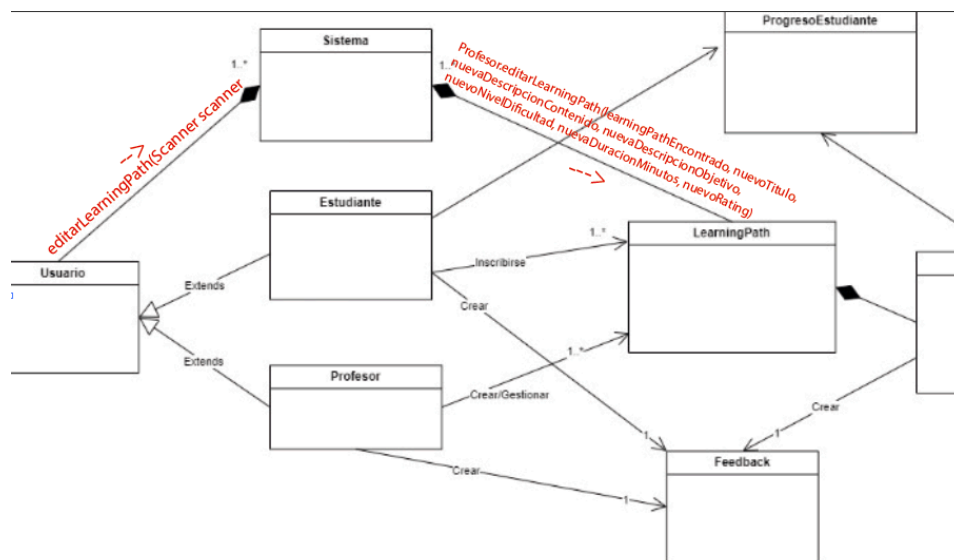 ProgresoEstudiante
Sistema
1..*
1..
editarLearningPath(Scanner scanner
Profesor.editarLearningPath(learningPathEncontrado, nuevoTitulo,
nuevaDescripcionContenido, nuevaDescripcionObjetivo,
nuevoNivelDificultad, nuevaDuracionMinutos, nuevoRating)
Estudiante
LearningPath
1..*
Inscribirse
Usuario
Extends
Crear
Extends
Profesor
1..*
Crear/Gestionar
Crear
1
1
Feedback
Crear
1